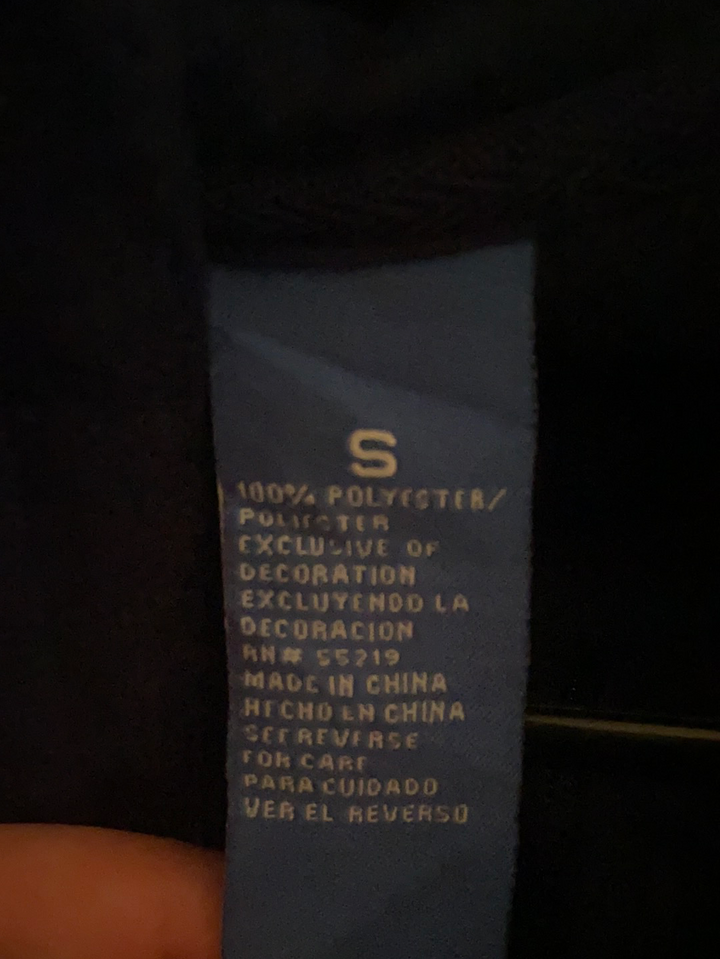 S
100% POLYESTER/
POLIESTER
EXCLUSIVE OF
DECORATION
EXCLUYENDO LA
DECORACION
RN# 55219
MADE IN CHINA
HECHO EN CHINA
SEE REVERSE
FOR CARE
PARA CUIDADO
VER EL REVERSO